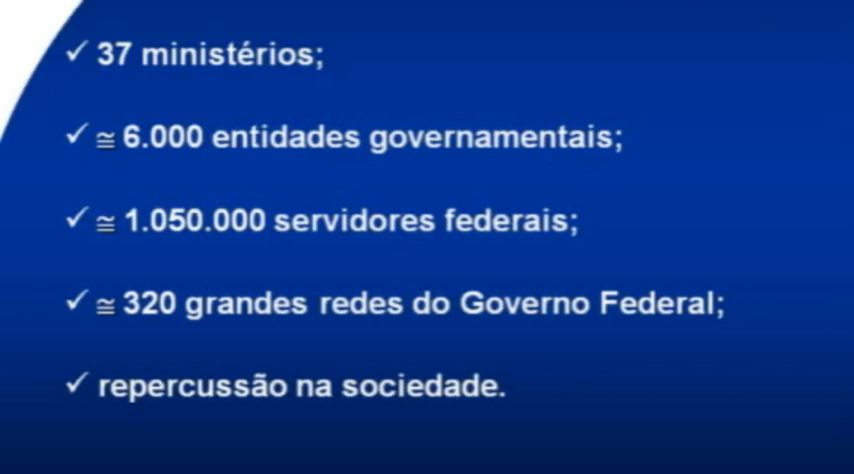 ✓ 37 ministérios;
✓ ≅ 6.000 entidades governamentais;
✓ ≅ 1.050.000 servidores federais;
✓ ≅ 320 grandes redes do Governo Federal;
✓ repercussão na sociedade.